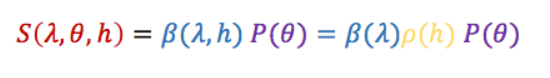 S(λ, θ, h) = β(λ, h) P(θ) = β(λ)ρ(h) P(θ)